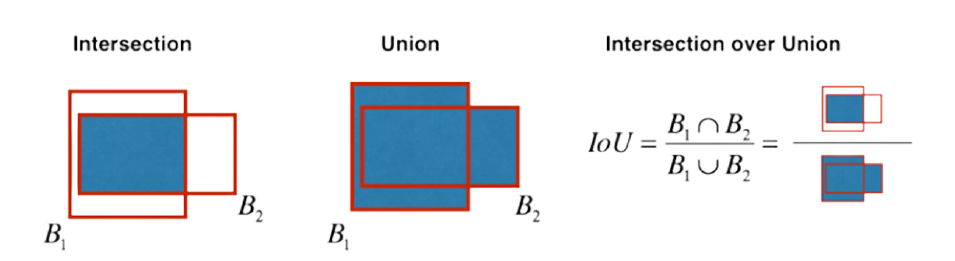 Intersection
B₂
B₁
Union
B₂
B₁
Intersection over Union
IoU = B₁ ∩ B₂ / B₁ ∪ B₂ =